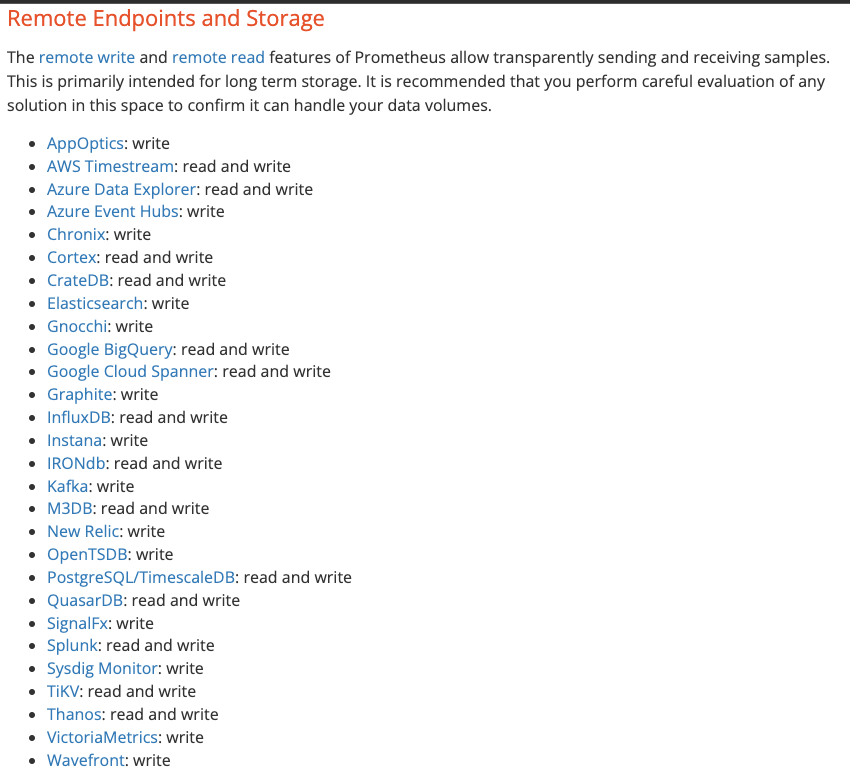 Remote Endpoints and Storage
The remote write and remote read features of Prometheus allow transparently sending and receiving samples.
This is primarily intended for long term storage. It is recommended that you perform careful evaluation of any
solution in this space to confirm it can handle your data volumes.
• AppOptics: write
• AWS Timestream: read and write
• Azure Data Explorer: read and write
• Azure Event Hubs: write
• Chronix: write
• Cortex: read and write
• CrateDB: read and write
• Elasticsearch: write
• Gnocchi: write
• Google BigQuery: read and write
• Google Cloud Spanner: read and write
• Graphite: write
• InfluxDB: read and write
• Instana: write
• IRONdb: read and write
• Kafka: write
• M3DB: read and write
• New Relic: write
• OpenTSDB: write
• PostgreSQL/TimescaleDB: read and write
• QuasarDB: read and write
• SignalFx: write
• Splunk: read and write
• Sysdig Monitor: write
• TiKV: read and write
• Thanos: read and write
• VictoriaMetrics: write
• Wavefront: write